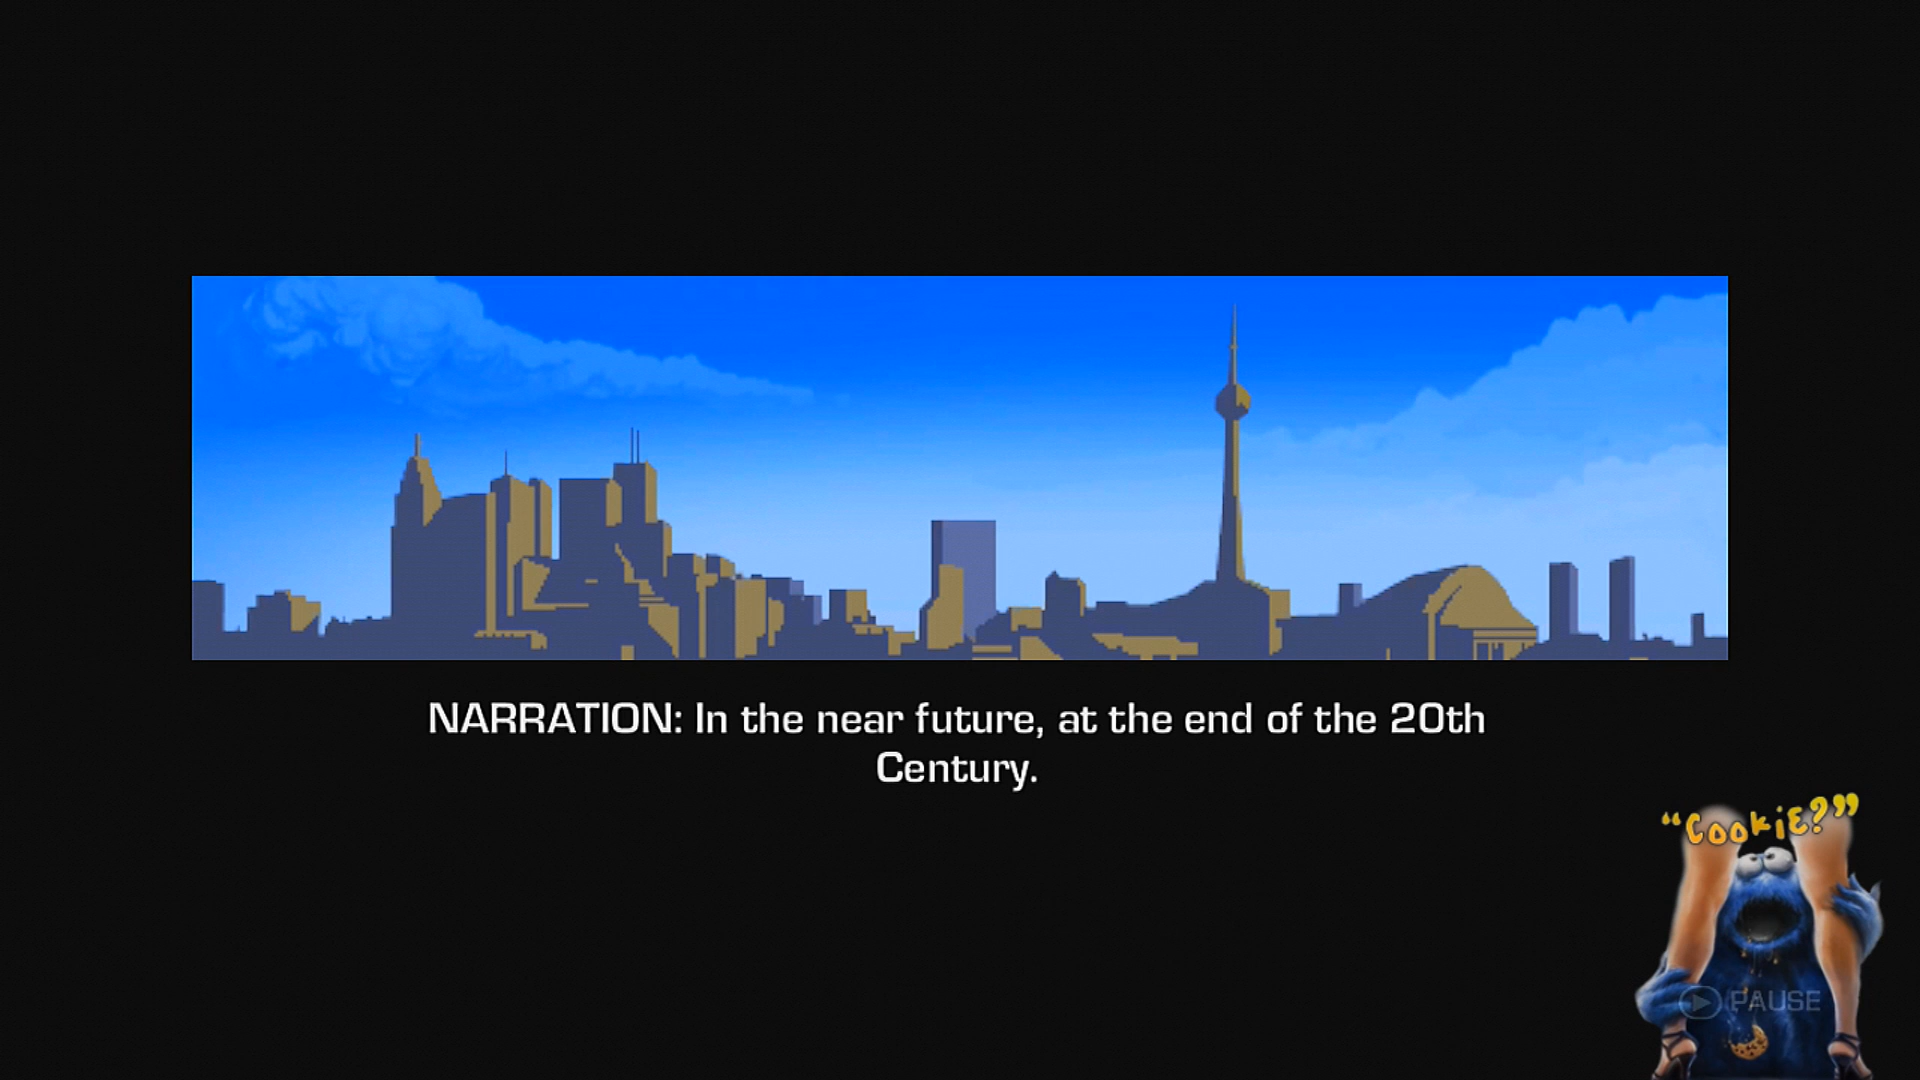 NARRATION: In the near future, at the end of the 20th
Century.
“COOKiE?”
PAUSE